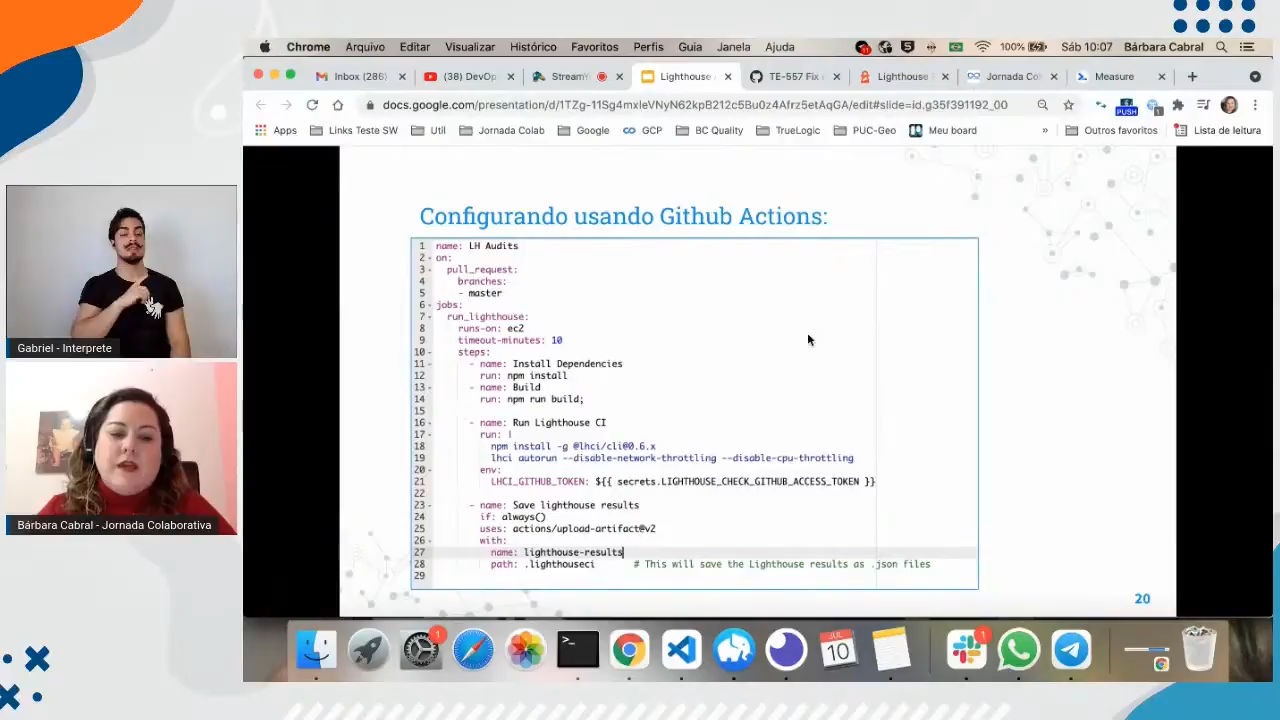 Chrome Arquivo Editar Visualizar Histórico Favoritos Perfis Guia Janela Ajuda 100% Sáb 10:07 Bárbara Cabral
Inbox (286) (38) DevOp StreamY Lighthouse TE-557 Fix Lighthouse Jornada Co Measure
docs.google.com/presentation/d/1TZg-11Sg4mxleVNyN62kpB212c5Bu0z4Afrz5etAqGA/edit#slide=id.g35f391192_00
PUSH
Apps Links Teste SW Util Jornada Colab Google GCP BC Quality TrueLogic PUC-Geo Meu board » Outros favoritos Lista de leitura
Configurando usando Github Actions:
1 name: LH Audits
2 on:
3 pull_request:
4 branches:
5 - master
6 jobs:
7 run_lighthouse:
8 runs-on: ec2
9 timeout-minutes: 10
10 steps:
11 - name: Install Dependencies
12 run: npm install
13 - name: Build
14 run: npm run build;
15
16 - name: Run Lighthouse CI
17 run: |
18 npm install -g @lhci/cli@0.6.x
19 lhci autorun --disable-network-throttling --disable-cpu-throttling
20 env:
21 LHCI_GITHUB_TOKEN: ${{ secrets.LIGHTHOUSE_CHECK_GITHUB_ACCESS_TOKEN }}
22
23 - name: Save lighthouse results
24 if: always()
25 uses: actions/upload-artifact@v2
26 with:
27 name: lighthouse-results
28 path: .lighthouseci # This will save the Lighthouse results as .json files
29
20
Gabriel - Interprete
Bárbara Cabral - Jornada Colaborativa
1
JUL
10
1